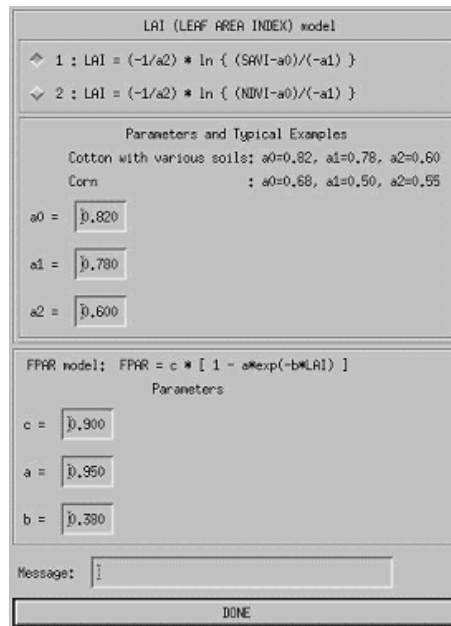 LAI (LEAF AREA INDEX) model
1 : LAI = (-1/a2) * ln { (SAVI-a0)/(-a1) }
2 : LAI = (-1/a2) * ln { (NDVI-a0)/(-a1) }
Parameters and Typical Examples
Cotton with various soils: a0=0.82, a1=0.78, a2=0.60
Corn : a0=0.68, a1=0.50, a2=0.55
a0 = 0.820
a1 = 0.780
a2 = 0.600
FPAR model: FPAR = c * [ 1 - a*exp(-b*LAI) ]
Parameters
c = 0.900
a = 0.950
b = 0.380
Message:
DONE